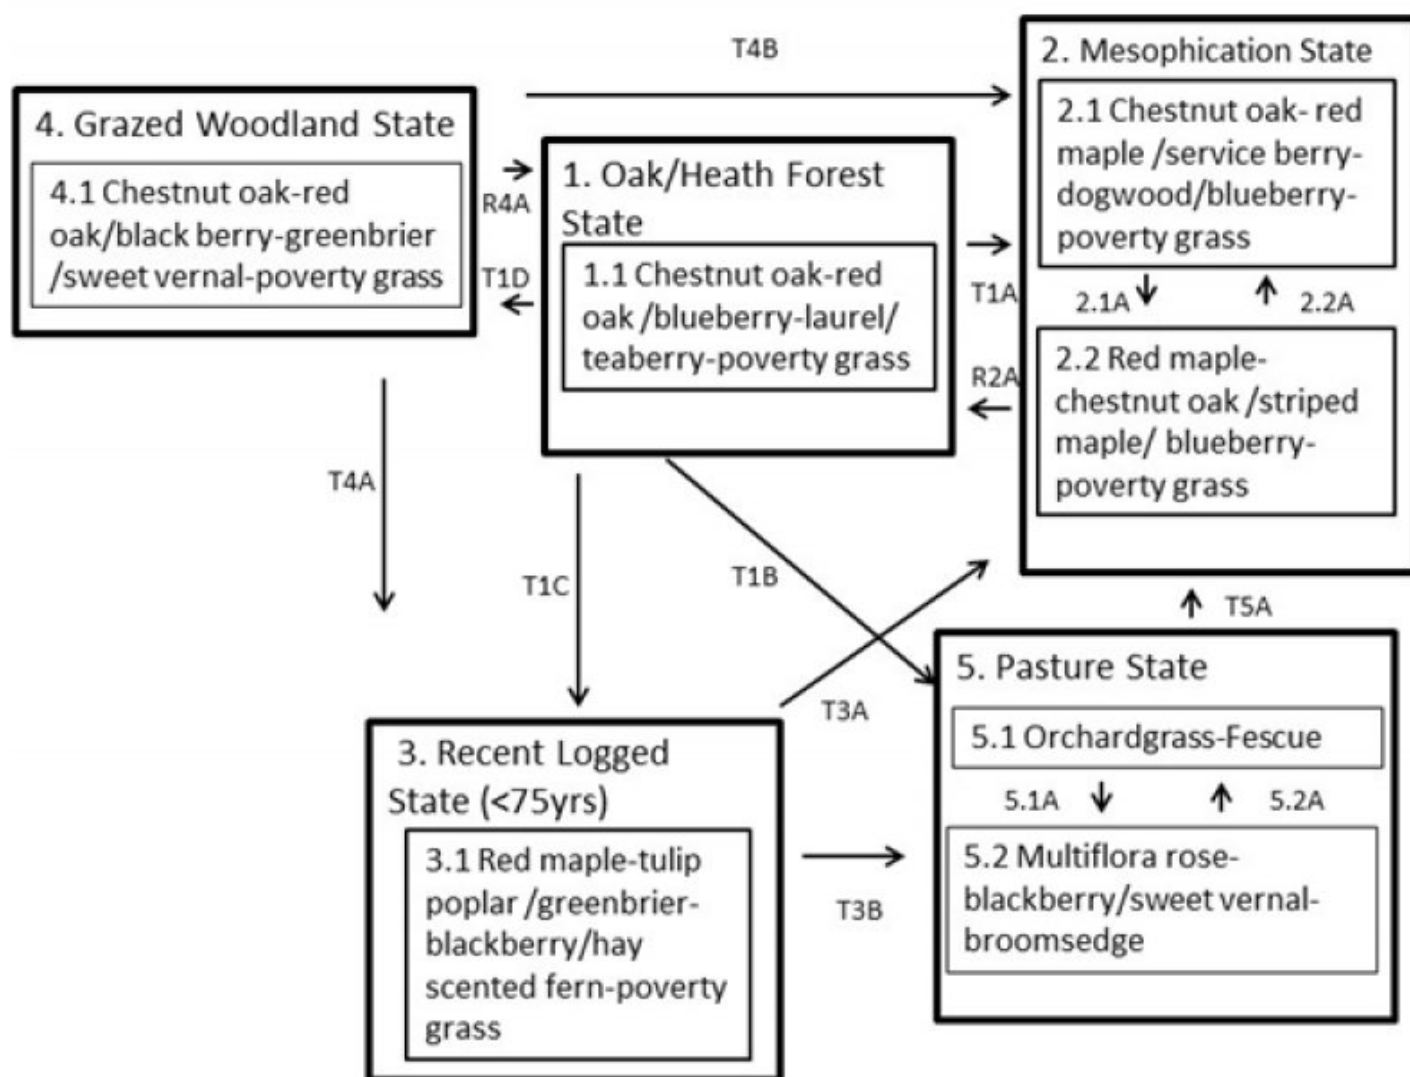 T4B
4. Grazed Woodland State
4.1 Chestnut oak-red
oak/black berry-greenbrier
/sweet vernal-poverty grass
R4A
T1D
1. Oak/Heath Forest
State
1.1 Chestnut oak-red
oak /blueberry-laurel/
teaberry-poverty grass
T1A
R2A
2. Mesophication State
2.1 Chestnut oak- red
maple /service berry-
dogwood/blueberry-
poverty grass
2.1A
2.2A
2.2 Red maple-
chestnut oak /striped
maple/ blueberry-
poverty grass
T4A
T1C
T1B
T3A
T5A
3. Recent Logged
State (<75yrs)
3.1 Red maple-tulip
poplar /greenbrier-
blackberry/hay
scented fern-poverty
grass
T3B
5. Pasture State
5.1 Orchardgrass-Fescue
5.1A
5.2A
5.2 Multiflora rose-
blackberry/sweet vernal-
broomsedge